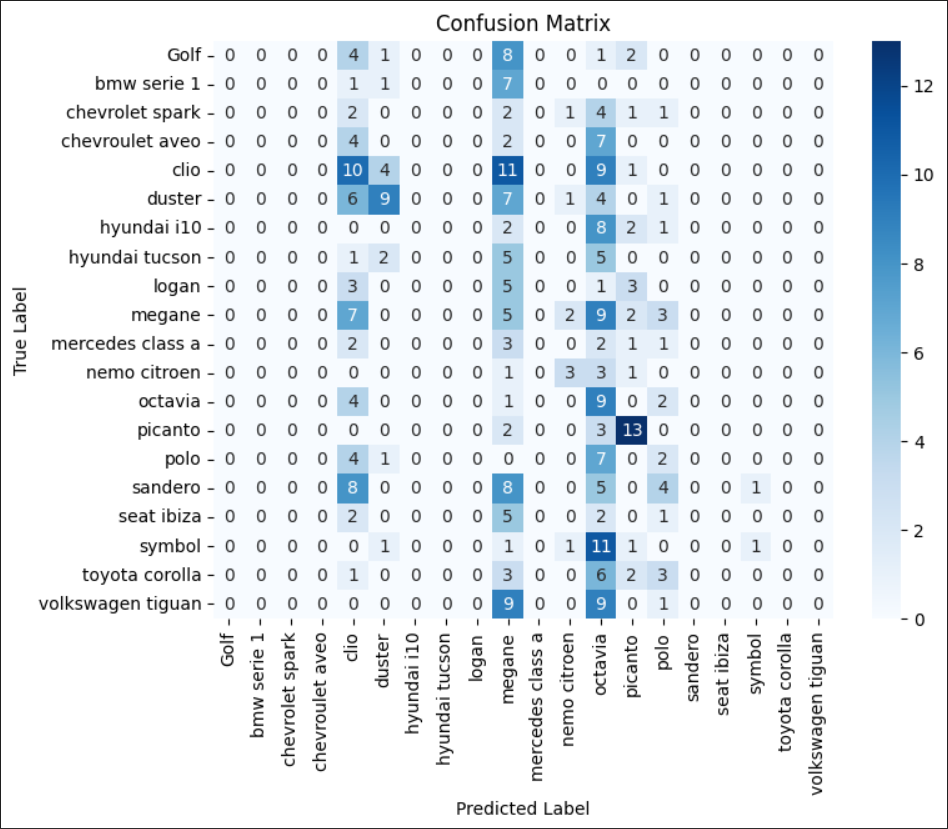 Confusion Matrix
Golf 0 0 0 0 4 1 0 0 0 8 0 0 1 2 0 0 0 0 0 0
bmw serie 1 0 0 0 0 1 1 0 0 0 7 0 0 0 0 0 0 0 0 0 0
chevrolet spark 0 0 0 0 2 0 0 0 0 2 0 1 4 1 1 0 0 0 0 0
chevroulet aveo 0 0 0 0 4 0 0 0 0 2 0 0 7 0 0 0 0 0 0 0
clio 0 0 0 0 10 4 0 0 0 11 0 0 9 1 0 0 0 0 0 0
duster 0 0 0 0 6 9 0 0 0 7 0 1 4 0 1 0 0 0 0 0
hyundai i10 0 0 0 0 0 0 0 0 0 2 0 0 8 2 1 0 0 0 0 0
hyundai tucson 0 0 0 0 1 2 0 0 0 5 0 0 5 0 0 0 0 0 0 0
logan 0 0 0 0 3 0 0 0 0 5 0 0 1 3 0 0 0 0 0 0
megane 0 0 0 0 7 0 0 0 0 5 0 2 9 2 3 0 0 0 0 0
mercedes class a 0 0 0 0 2 0 0 0 0 3 0 0 2 1 1 0 0 0 0 0
nemo citroen 0 0 0 0 0 0 0 0 0 1 0 3 3 1 0 0 0 0 0 0
octavia 0 0 0 0 4 0 0 0 0 1 0 0 9 0 2 0 0 0 0 0
picanto 0 0 0 0 0 0 0 0 0 2 0 0 3 13 0 0 0 0 0 0
polo 0 0 0 0 4 1 0 0 0 0 0 0 7 0 2 0 0 0 0 0
sandero 0 0 0 0 8 0 0 0 0 8 0 0 5 0 4 0 0 1 0 0
seat ibiza 0 0 0 0 2 0 0 0 0 5 0 0 2 0 1 0 0 0 0 0
symbol 0 0 0 0 0 1 0 0 0 1 0 1 11 1 0 0 0 1 0 0
toyota corolla 0 0 0 0 1 0 0 0 0 3 0 0 6 2 3 0 0 0 0 0
volkswagen tiguan 0 0 0 0 0 0 0 0 0 9 0 0 9 0 1 0 0 0 0 0
True Label
Golf
bmw serie 1
chevrolet spark
chevroulet aveo
clio
duster
hyundai i10
hyundai tucson
logan
megane
mercedes class a
nemo citroen
octavia
picanto
polo
sandero
seat ibiza
symbol
toyota corolla
volkswagen tiguan
Predicted Label
12
10
8
6
4
2
0